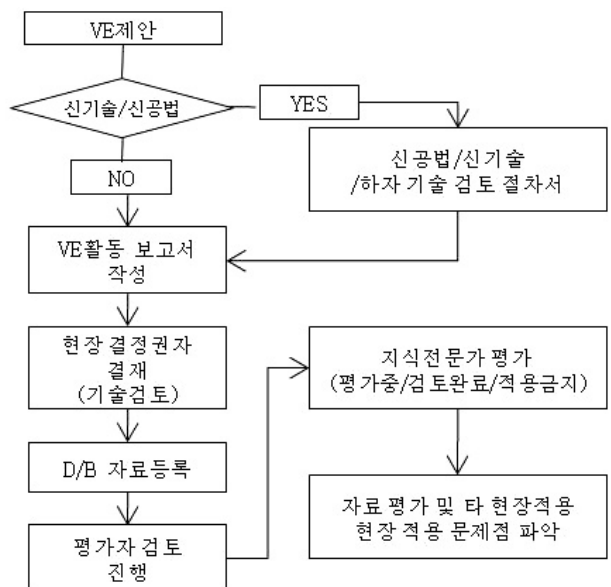 VE제안
신기술/신공법
YES
NO
신공법/신기술
/하자 기술 검토 절차서
VE활동 보고서
작성
현장 결정권자
결재
(기술검토)
D/B 자료등록
평가자 검토
진행
지식전문가 평가
(평가중/검토완료/적용금지)
자료 평가 및 타 현장적용
현장 적용 문제점 파악